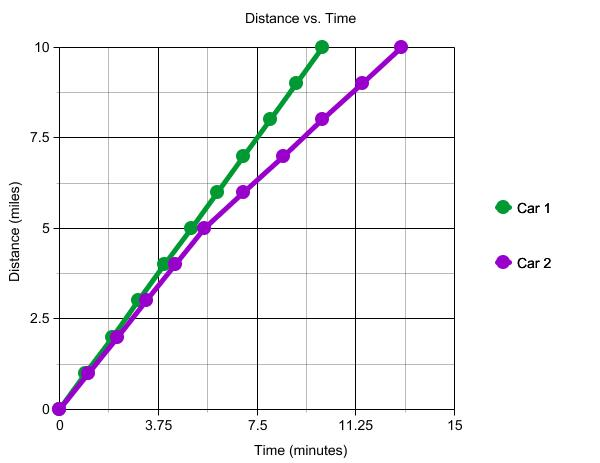 Distance vs. Time
10
7.5
5
2.5
0
Distance (miles)
0 3.75 7.5 11.25 15
Time (minutes)
Car 1
Car 2